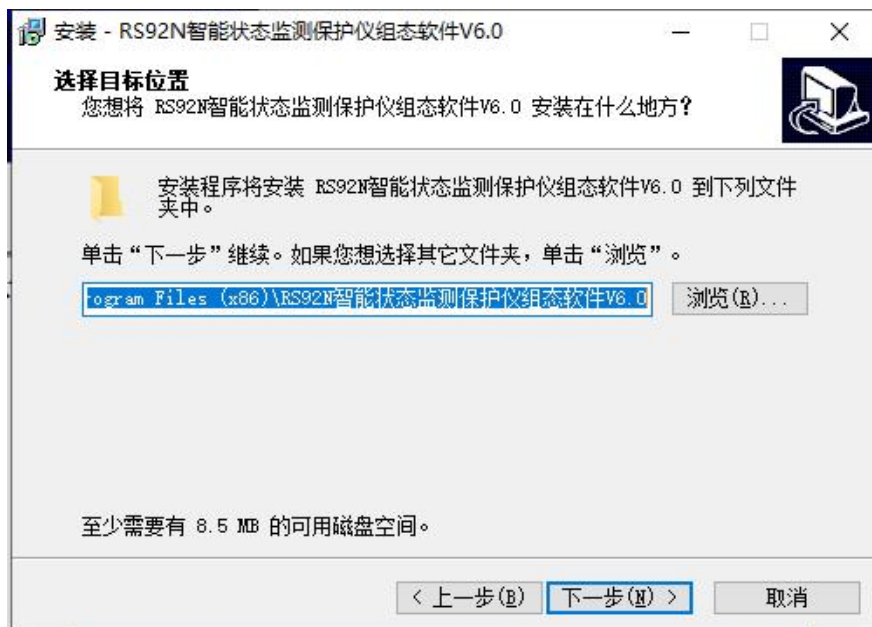 安装 - RS92N智能状态监测保护仪组态软件V6.0
选择目标位置
您想将 RS92N智能状态监测保护仪组态软件V6.0 安装在什么地方?
安装程序将安装 RS92N智能状态监测保护仪组态软件V6.0 到下列文件
夹中。
单击“下一步”继续。如果您想选择其它文件夹，单击“浏览”。
rogram Files (x86)\RS92N智能状态监测保护仪组态软件V6.0
浏览(R)...
至少需要有 8.5 MB 的可用磁盘空间。
< 上一步(B)
下一步(N) >
取消